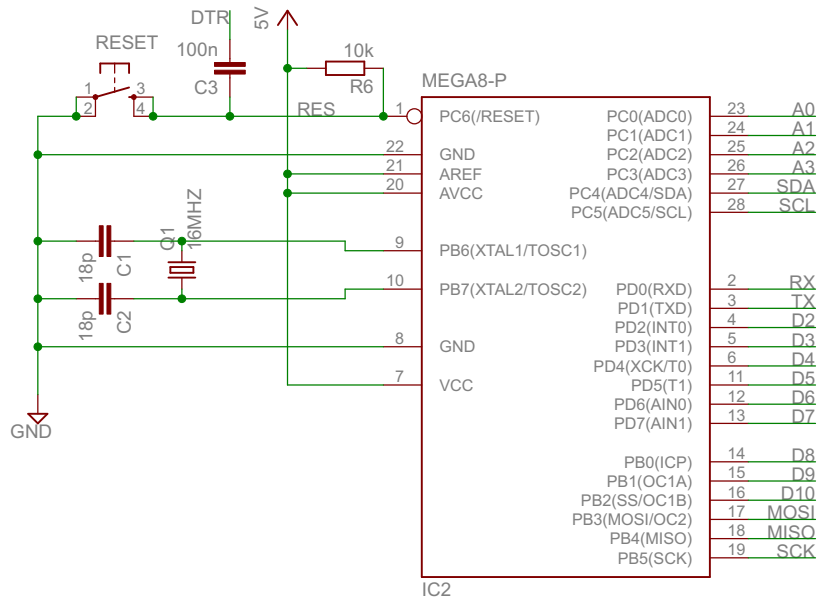 DTR
5V
RESET
100n
C3
10k
R6
1
3
2
4
RES
MEGA8-P
1
PC6(/RESET)
22
GND
21
AREF
20
AVCC
9
PB6(XTAL1/TOSC1)
10
PB7(XTAL2/TOSC2)
8
GND
7
VCC
18p
C1
Q1
16MHZ
18p
C2
GND
PC0(ADC0) 23 A0
PC1(ADC1) 24 A1
PC2(ADC2) 25 A2
PC3(ADC3) 26 A3
PC4(ADC4/SDA) 27 SDA
PC5(ADC5/SCL) 28 SCL
PD0(RXD) 2 RX
PD1(TXD) 3 TX
PD2(INT0) 4 D2
PD3(INT1) 5 D3
PD4(XCK/T0) 6 D4
PD5(T1) 11 D5
PD6(AIN0) 12 D6
PD7(AIN1) 13 D7
PB0(ICP) 14 D8
PB1(OC1A) 15 D9
PB2(SS/OC1B) 16 D10
PB3(MOSI/OC2) 17 MOSI
PB4(MISO) 18 MISO
PB5(SCK) 19 SCK
IC2